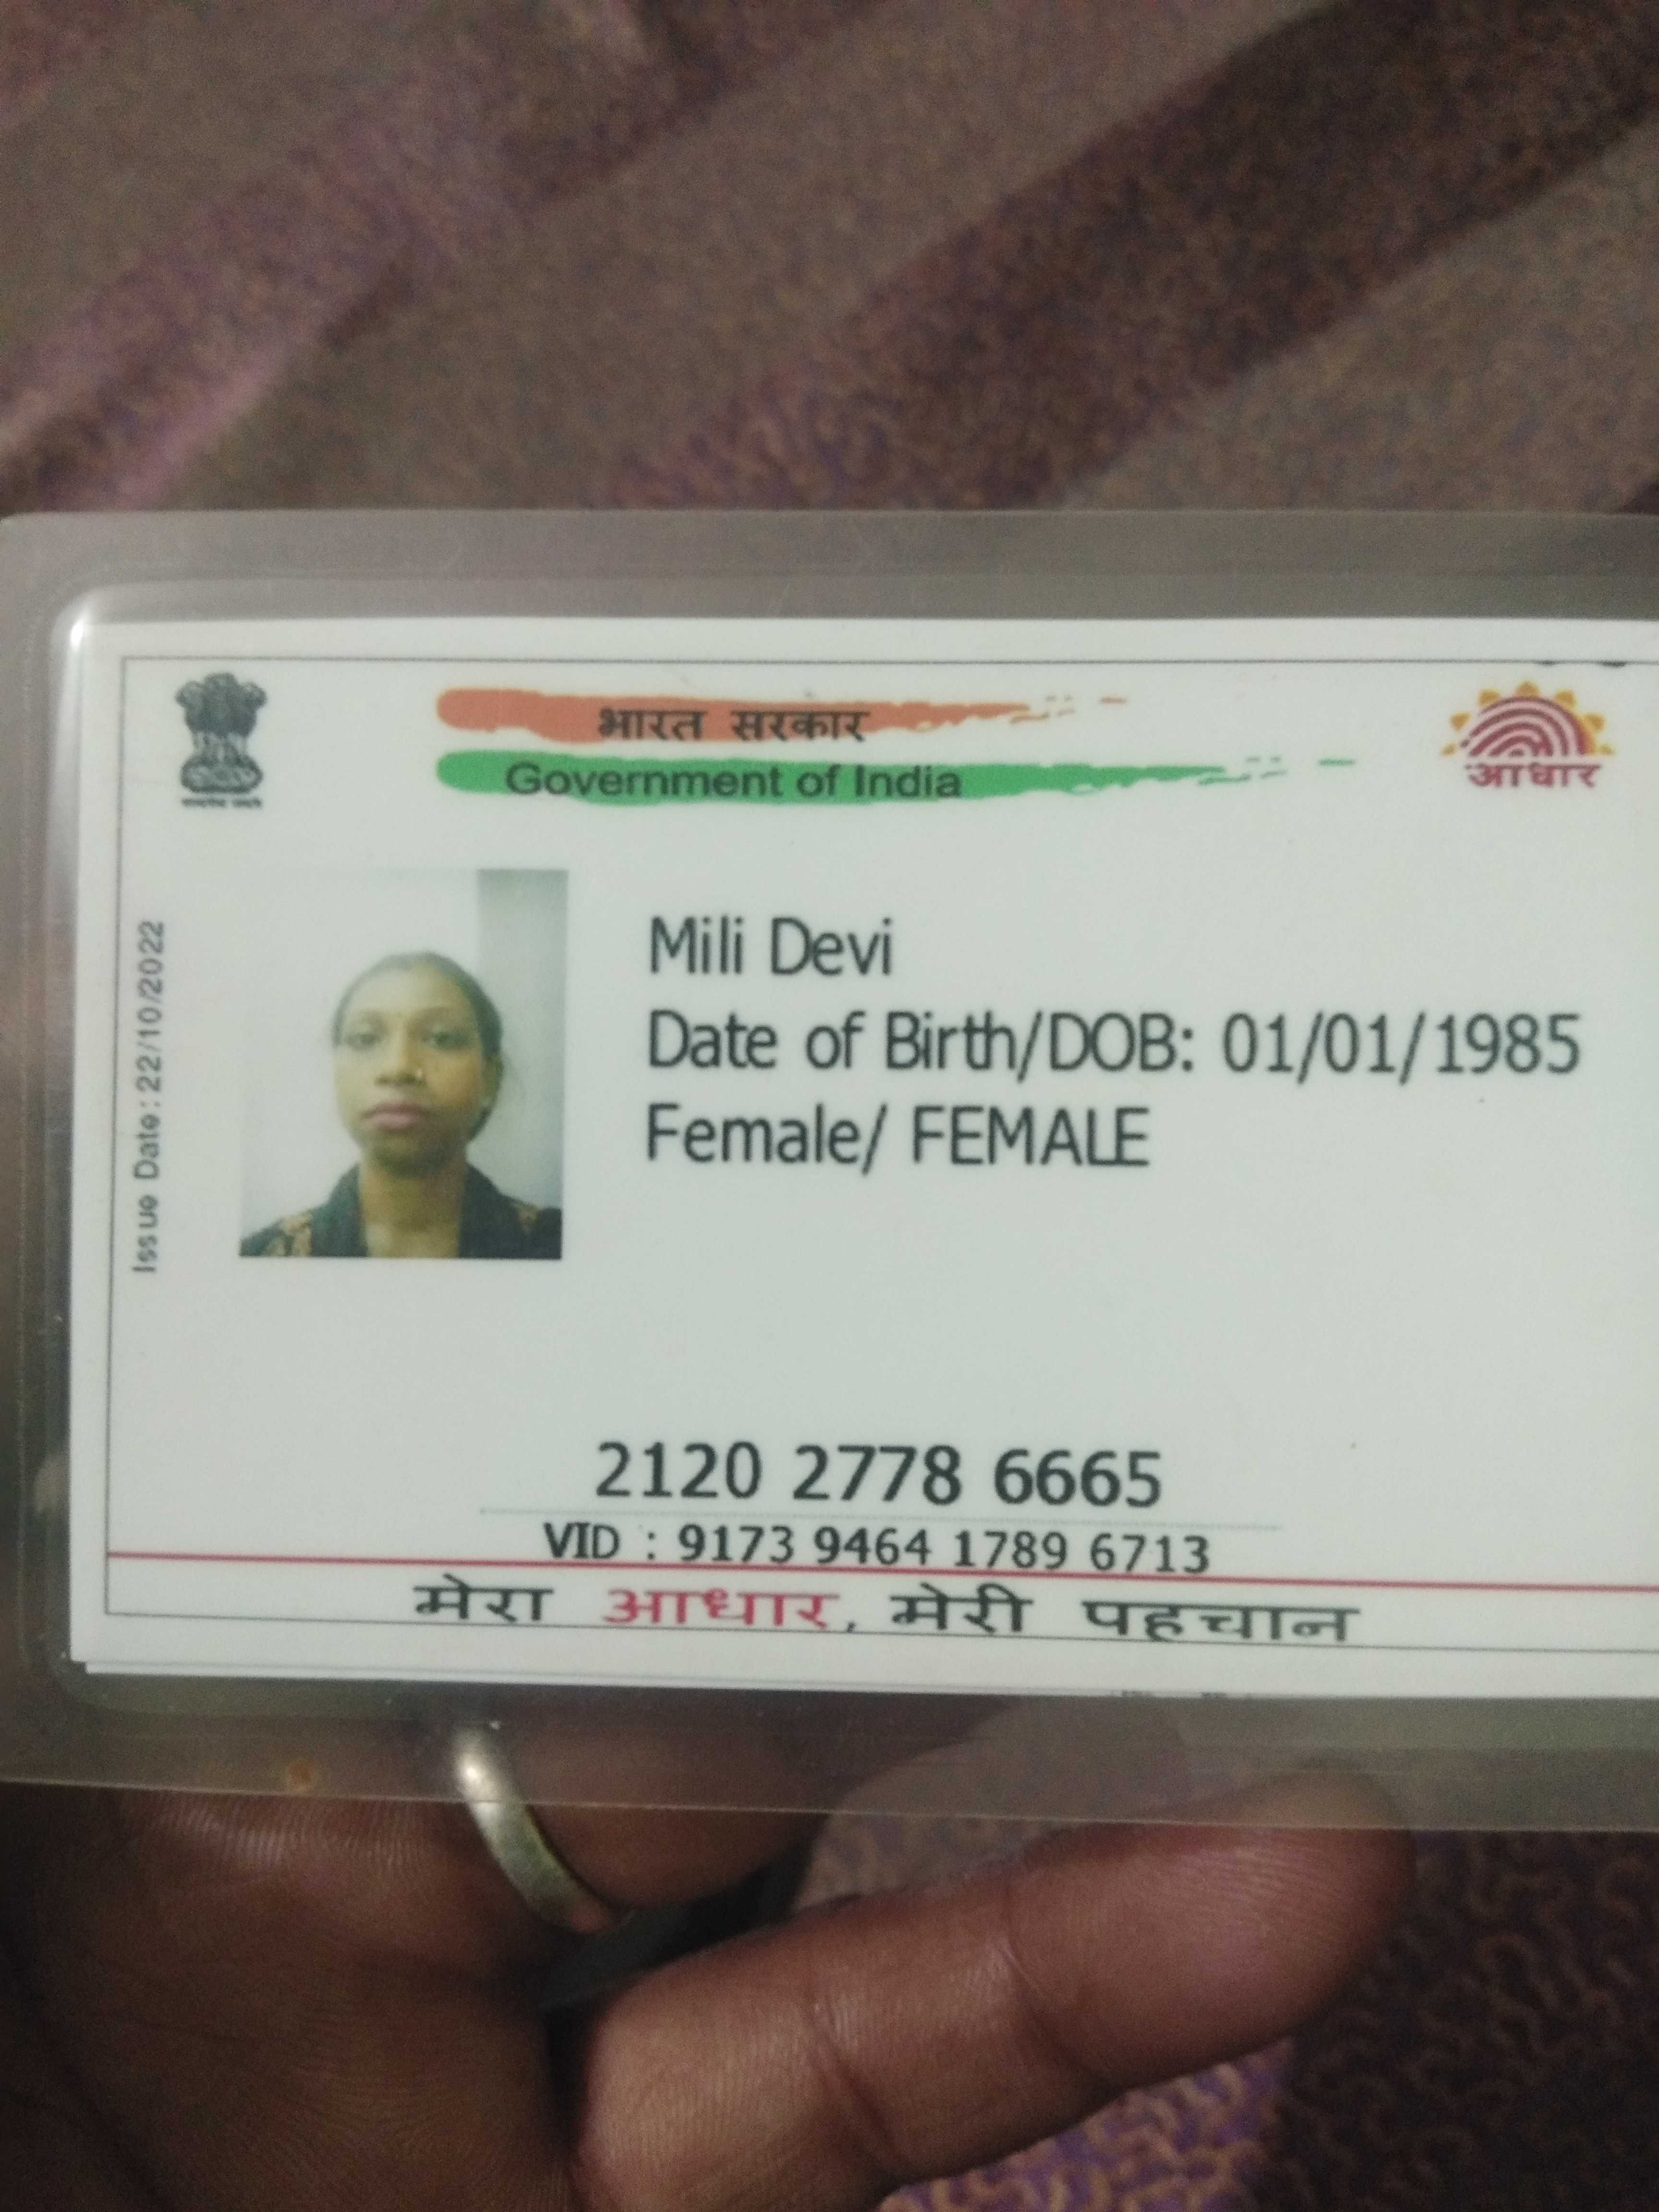 भारत सरकार
Government of India
आधार
Issue Date: 22/10/2022
Mili Devi
Date of Birth/DOB: 01/01/1985
Female/ FEMALE
2120 2778 6665
VID : 9173 9464 1789 6713
मेरा आधार, मेरी पहचान